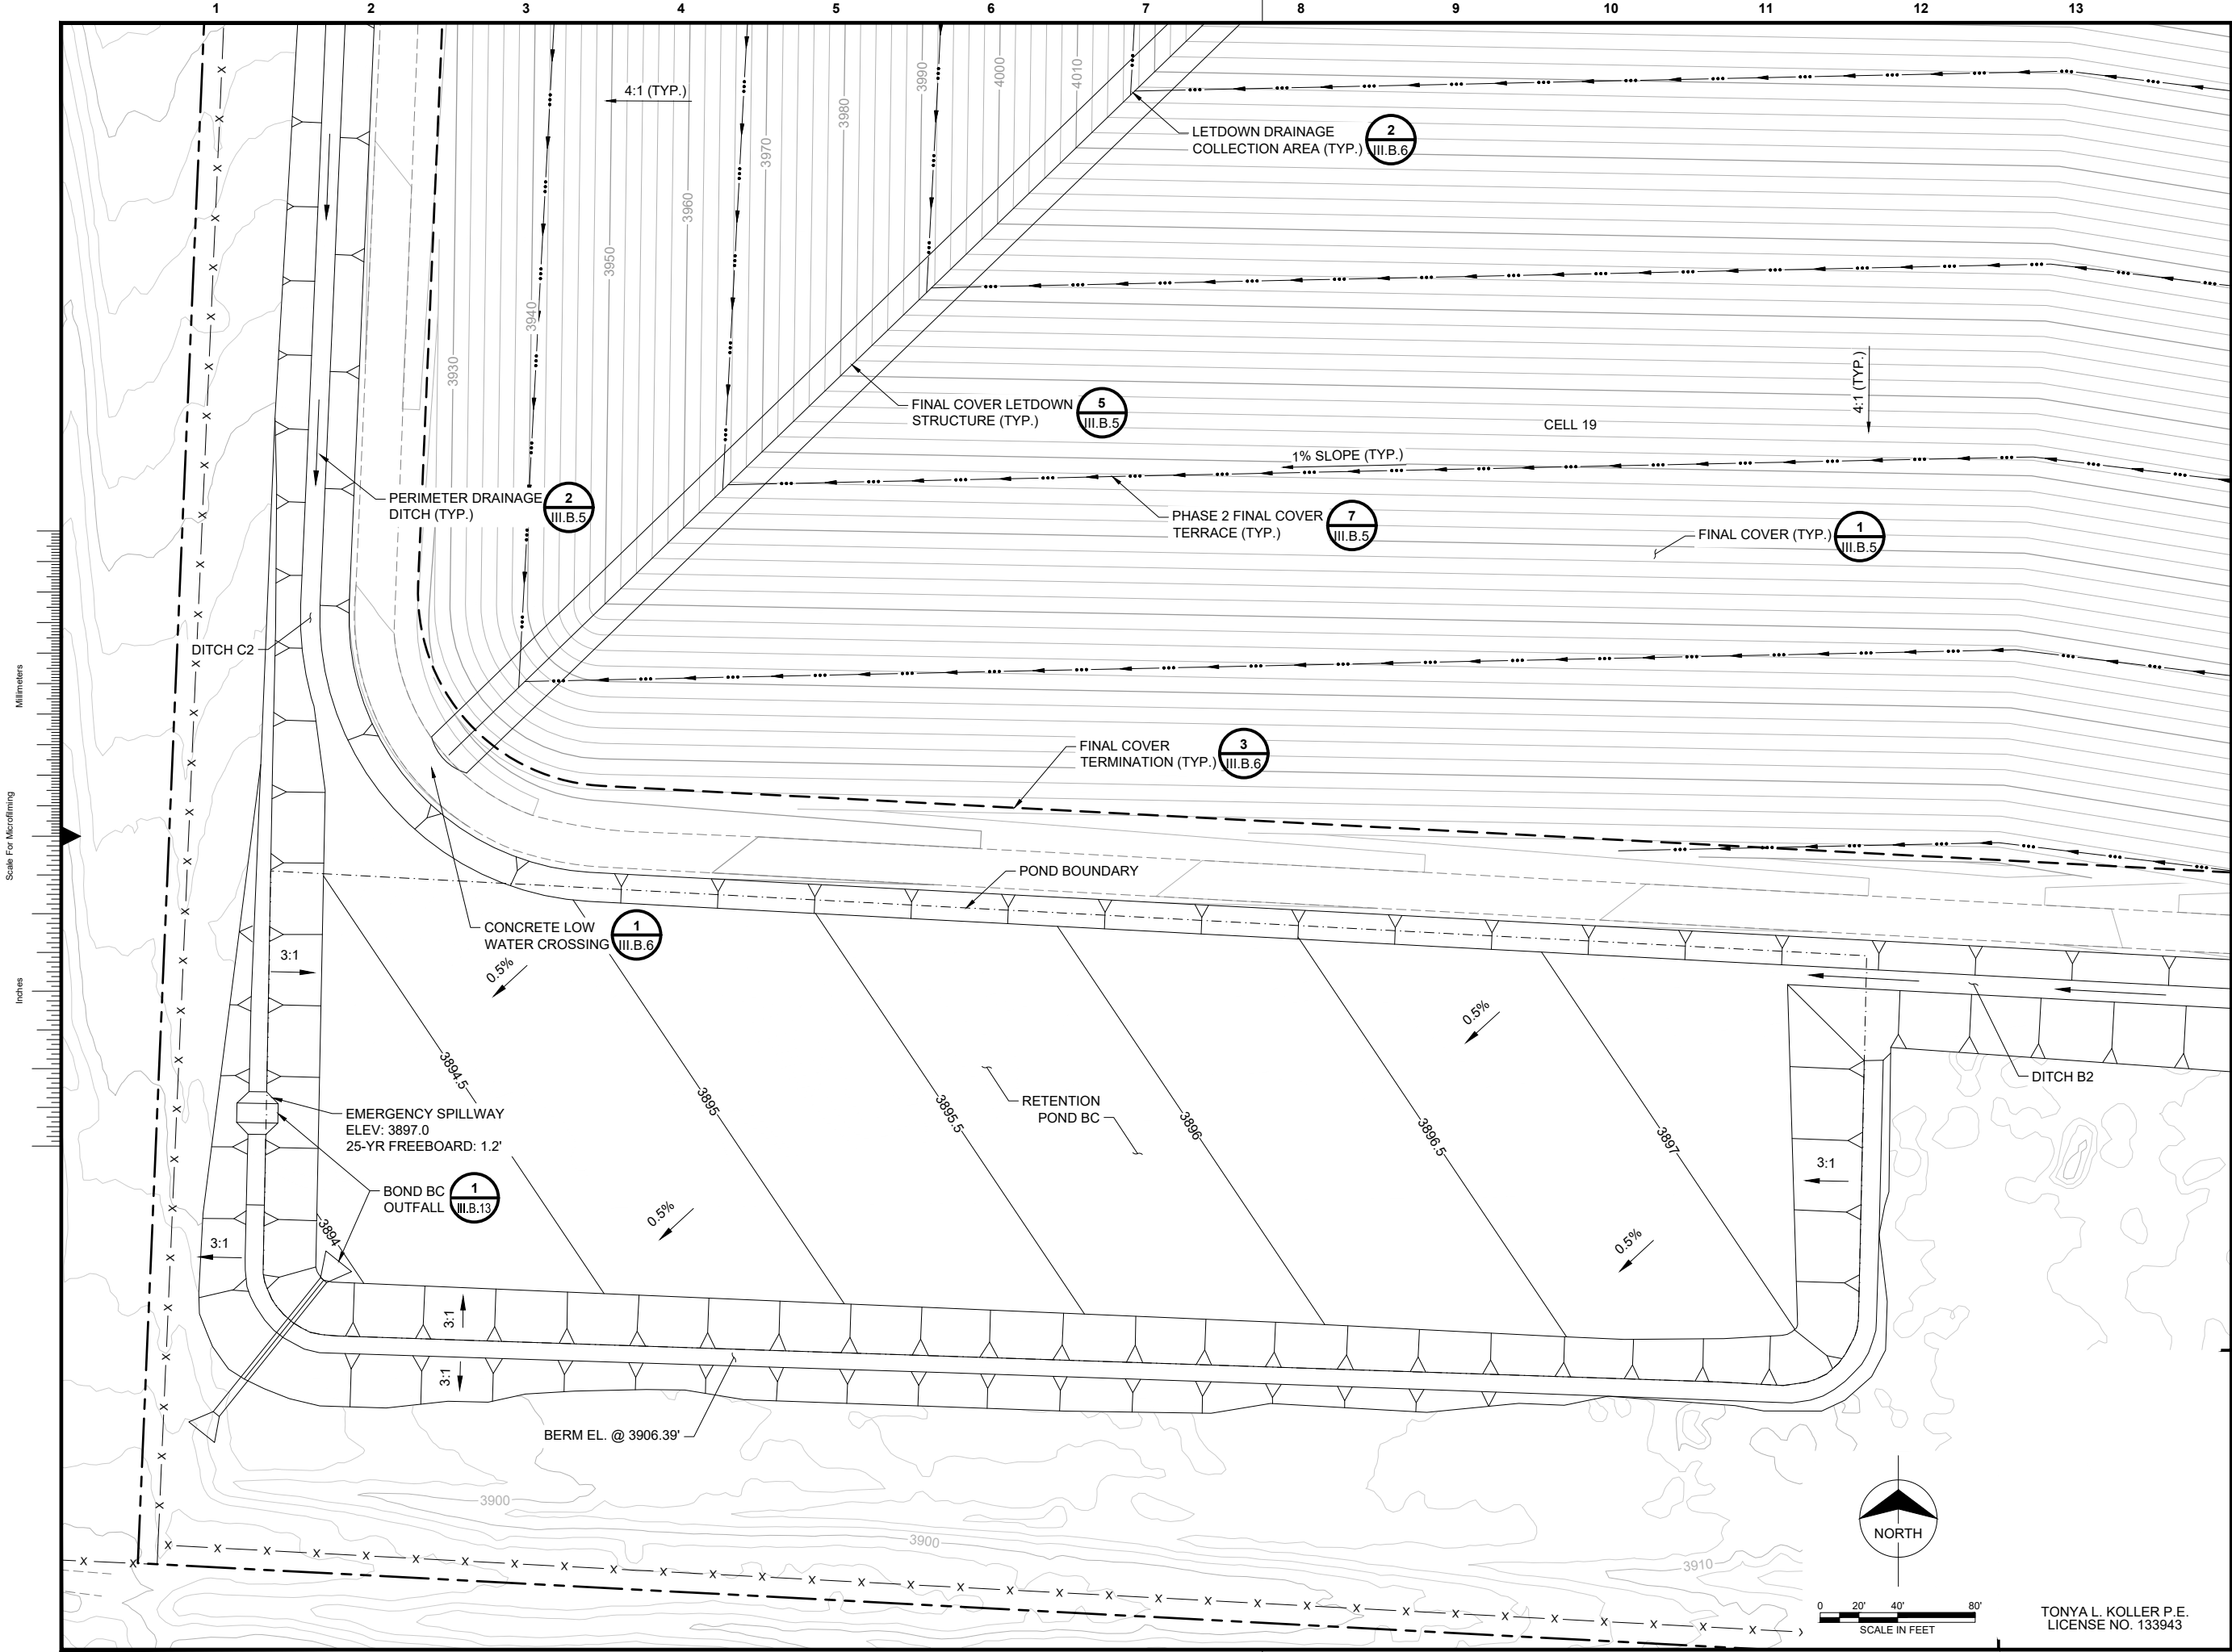 1 2 3 4 5 6 7 8 9 10 11 12 13
4:1 (TYP.)
3990
4000
4010
3980
3970
3960
3950
3940
3930
LETDOWN DRAINAGE
COLLECTION AREA (TYP.)
2
III.B.6
4:1 (TYP.)
FINAL COVER LETDOWN
STRUCTURE (TYP.)
5
III.B.5
CELL 19
1% SLOPE (TYP.)
PERIMETER DRAINAGE
DITCH (TYP.)
2
III.B.5
PHASE 2 FINAL COVER
TERRACE (TYP.)
7
III.B.5
FINAL COVER (TYP.)
1
III.B.5
DITCH C2
Millimeters
Scale For Microfilming
Inches
FINAL COVER
TERMINATION (TYP.)
3
III.B.6
POND BOUNDARY
CONCRETE LOW
WATER CROSSING
1
III.B.6
3:1
0.5%
0.5%
3894.5
3895
3895.5
3896
3896.5
3897
RETENTION
POND BC
DITCH B2
EMERGENCY SPILLWAY
ELEV: 3897.0
25-YR FREEBOARD: 1.2'
3:1
BOND BC
OUTFALL
1
III.B.13
3894
3:1
0.5%
0.5%
3:1
3:1
BERM EL. @ 3906.39'
3900
3900
3910
NORTH
0 20' 40' 80'
SCALE IN FEET
TONYA L. KOLLER P.E.
LICENSE NO. 133943
X X X X X X X X X X X X X X X X X X X X X X X X X X X X X X
X X X X X X X X X X X X X X X X X X X X X X X X X X X X X X X X X X X